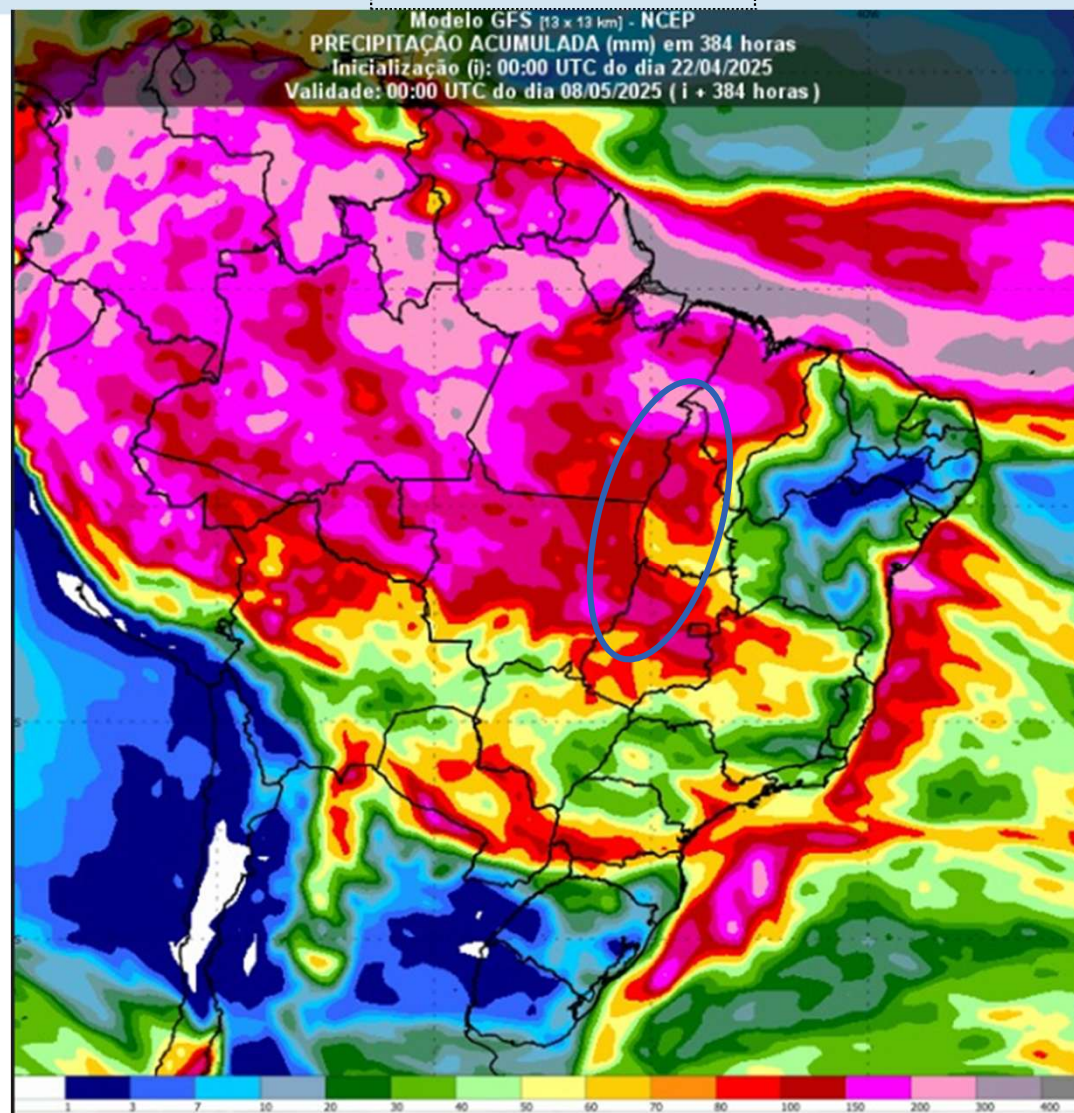 Modelo GFS [13 x 13 km] - NCEP
PRECIPITAÇÃO ACUMULADA (mm) em 384 horas
Inicialização (i): 00:00 UTC do dia 22/04/2025
Validade: 00:00 UTC do dia 08/05/2025 ( i + 384 horas )
1 3 7 10 20 30 40 50 60 70 80 100 150 200 300 400